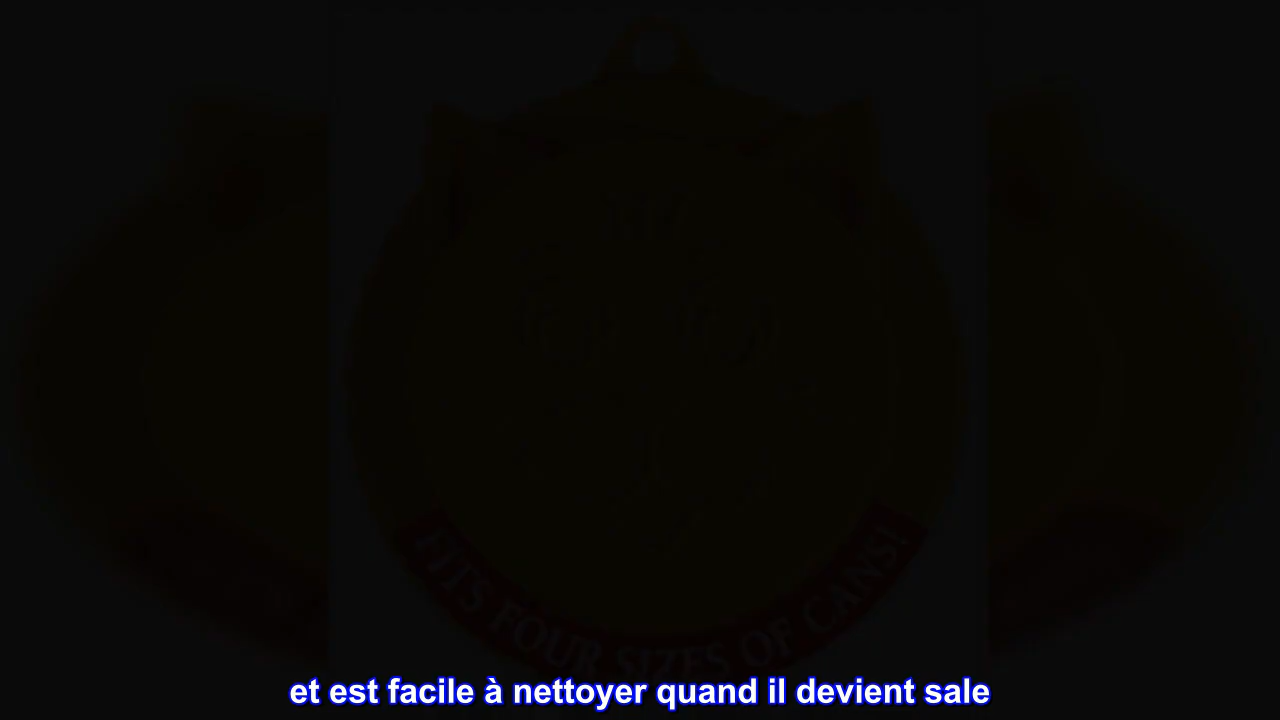 FITS FOUR SIZES OF CANS!
et est facile à nettoyer quand il devient sale